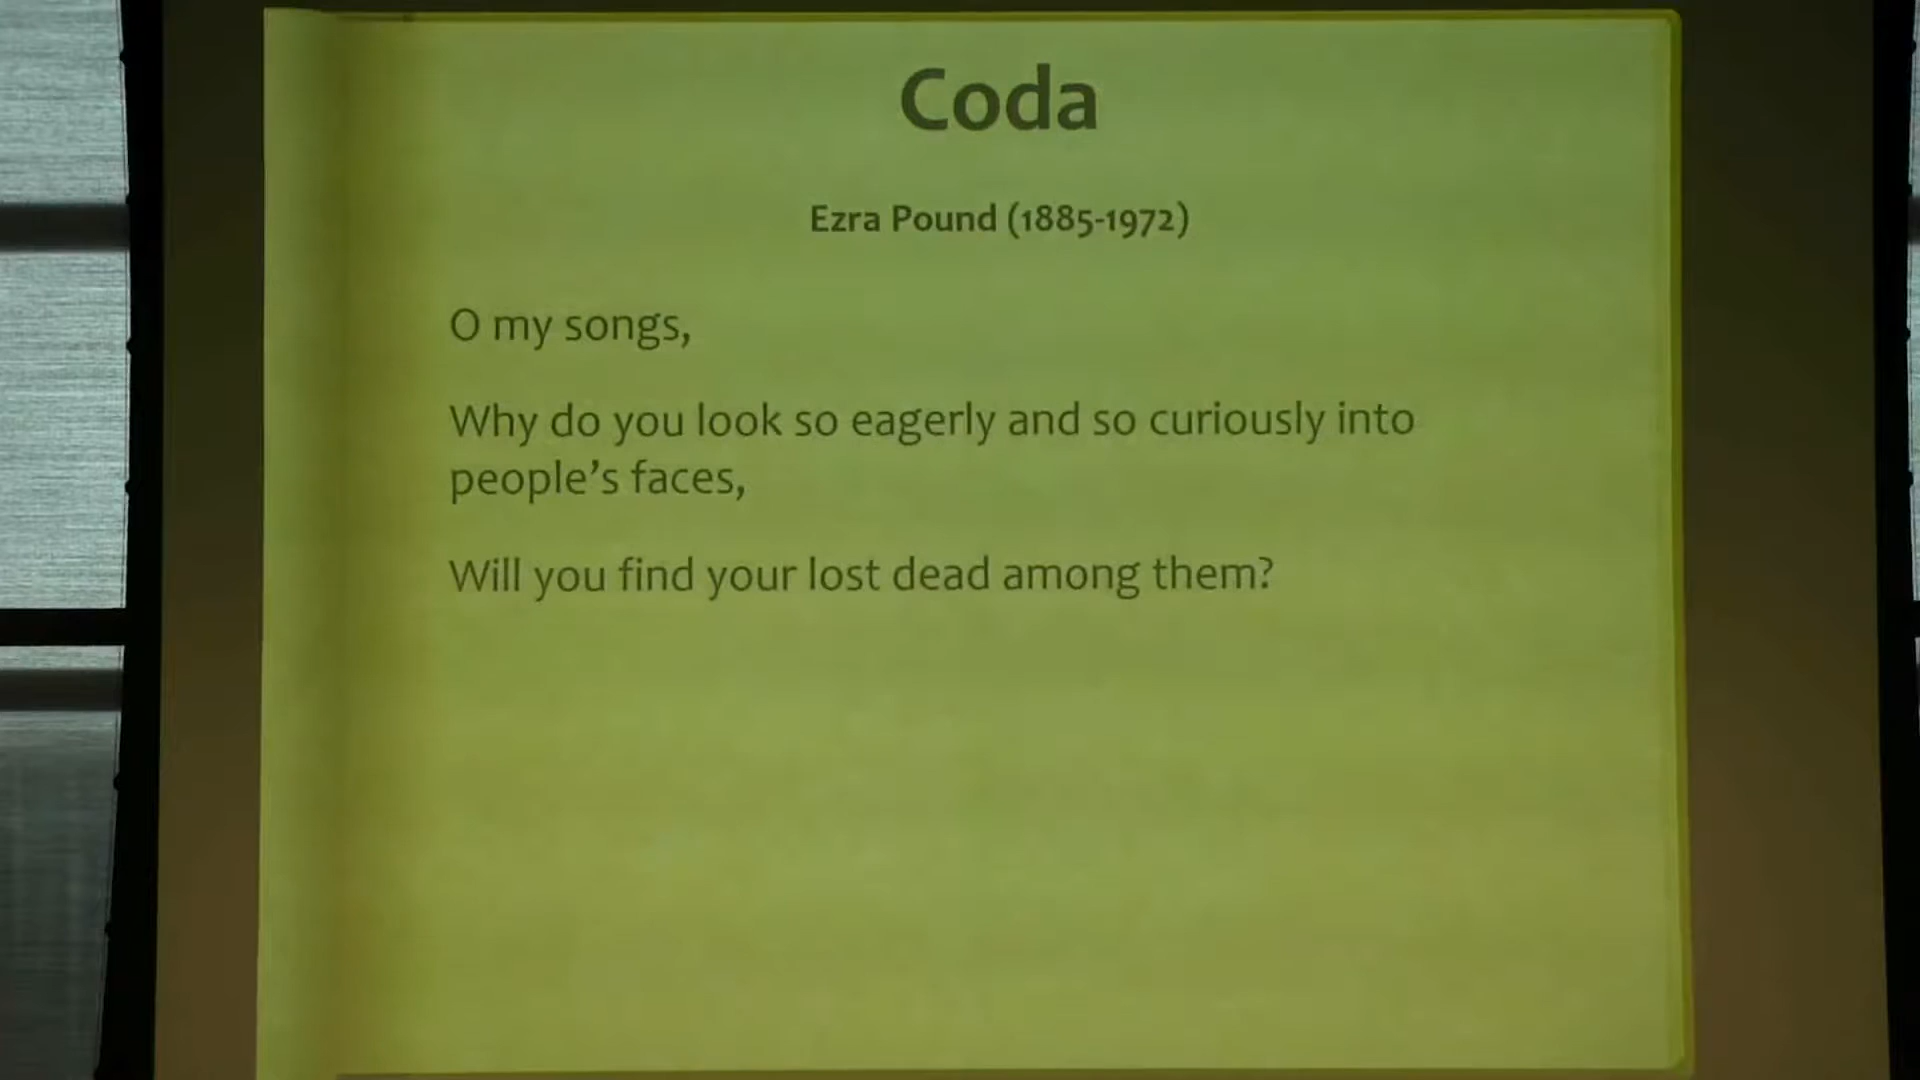 Coda
Ezra Pound (1885-1972)
O my songs,
Why do you look so eagerly and so curiously into
people’s faces,
Will you find your lost dead among them?